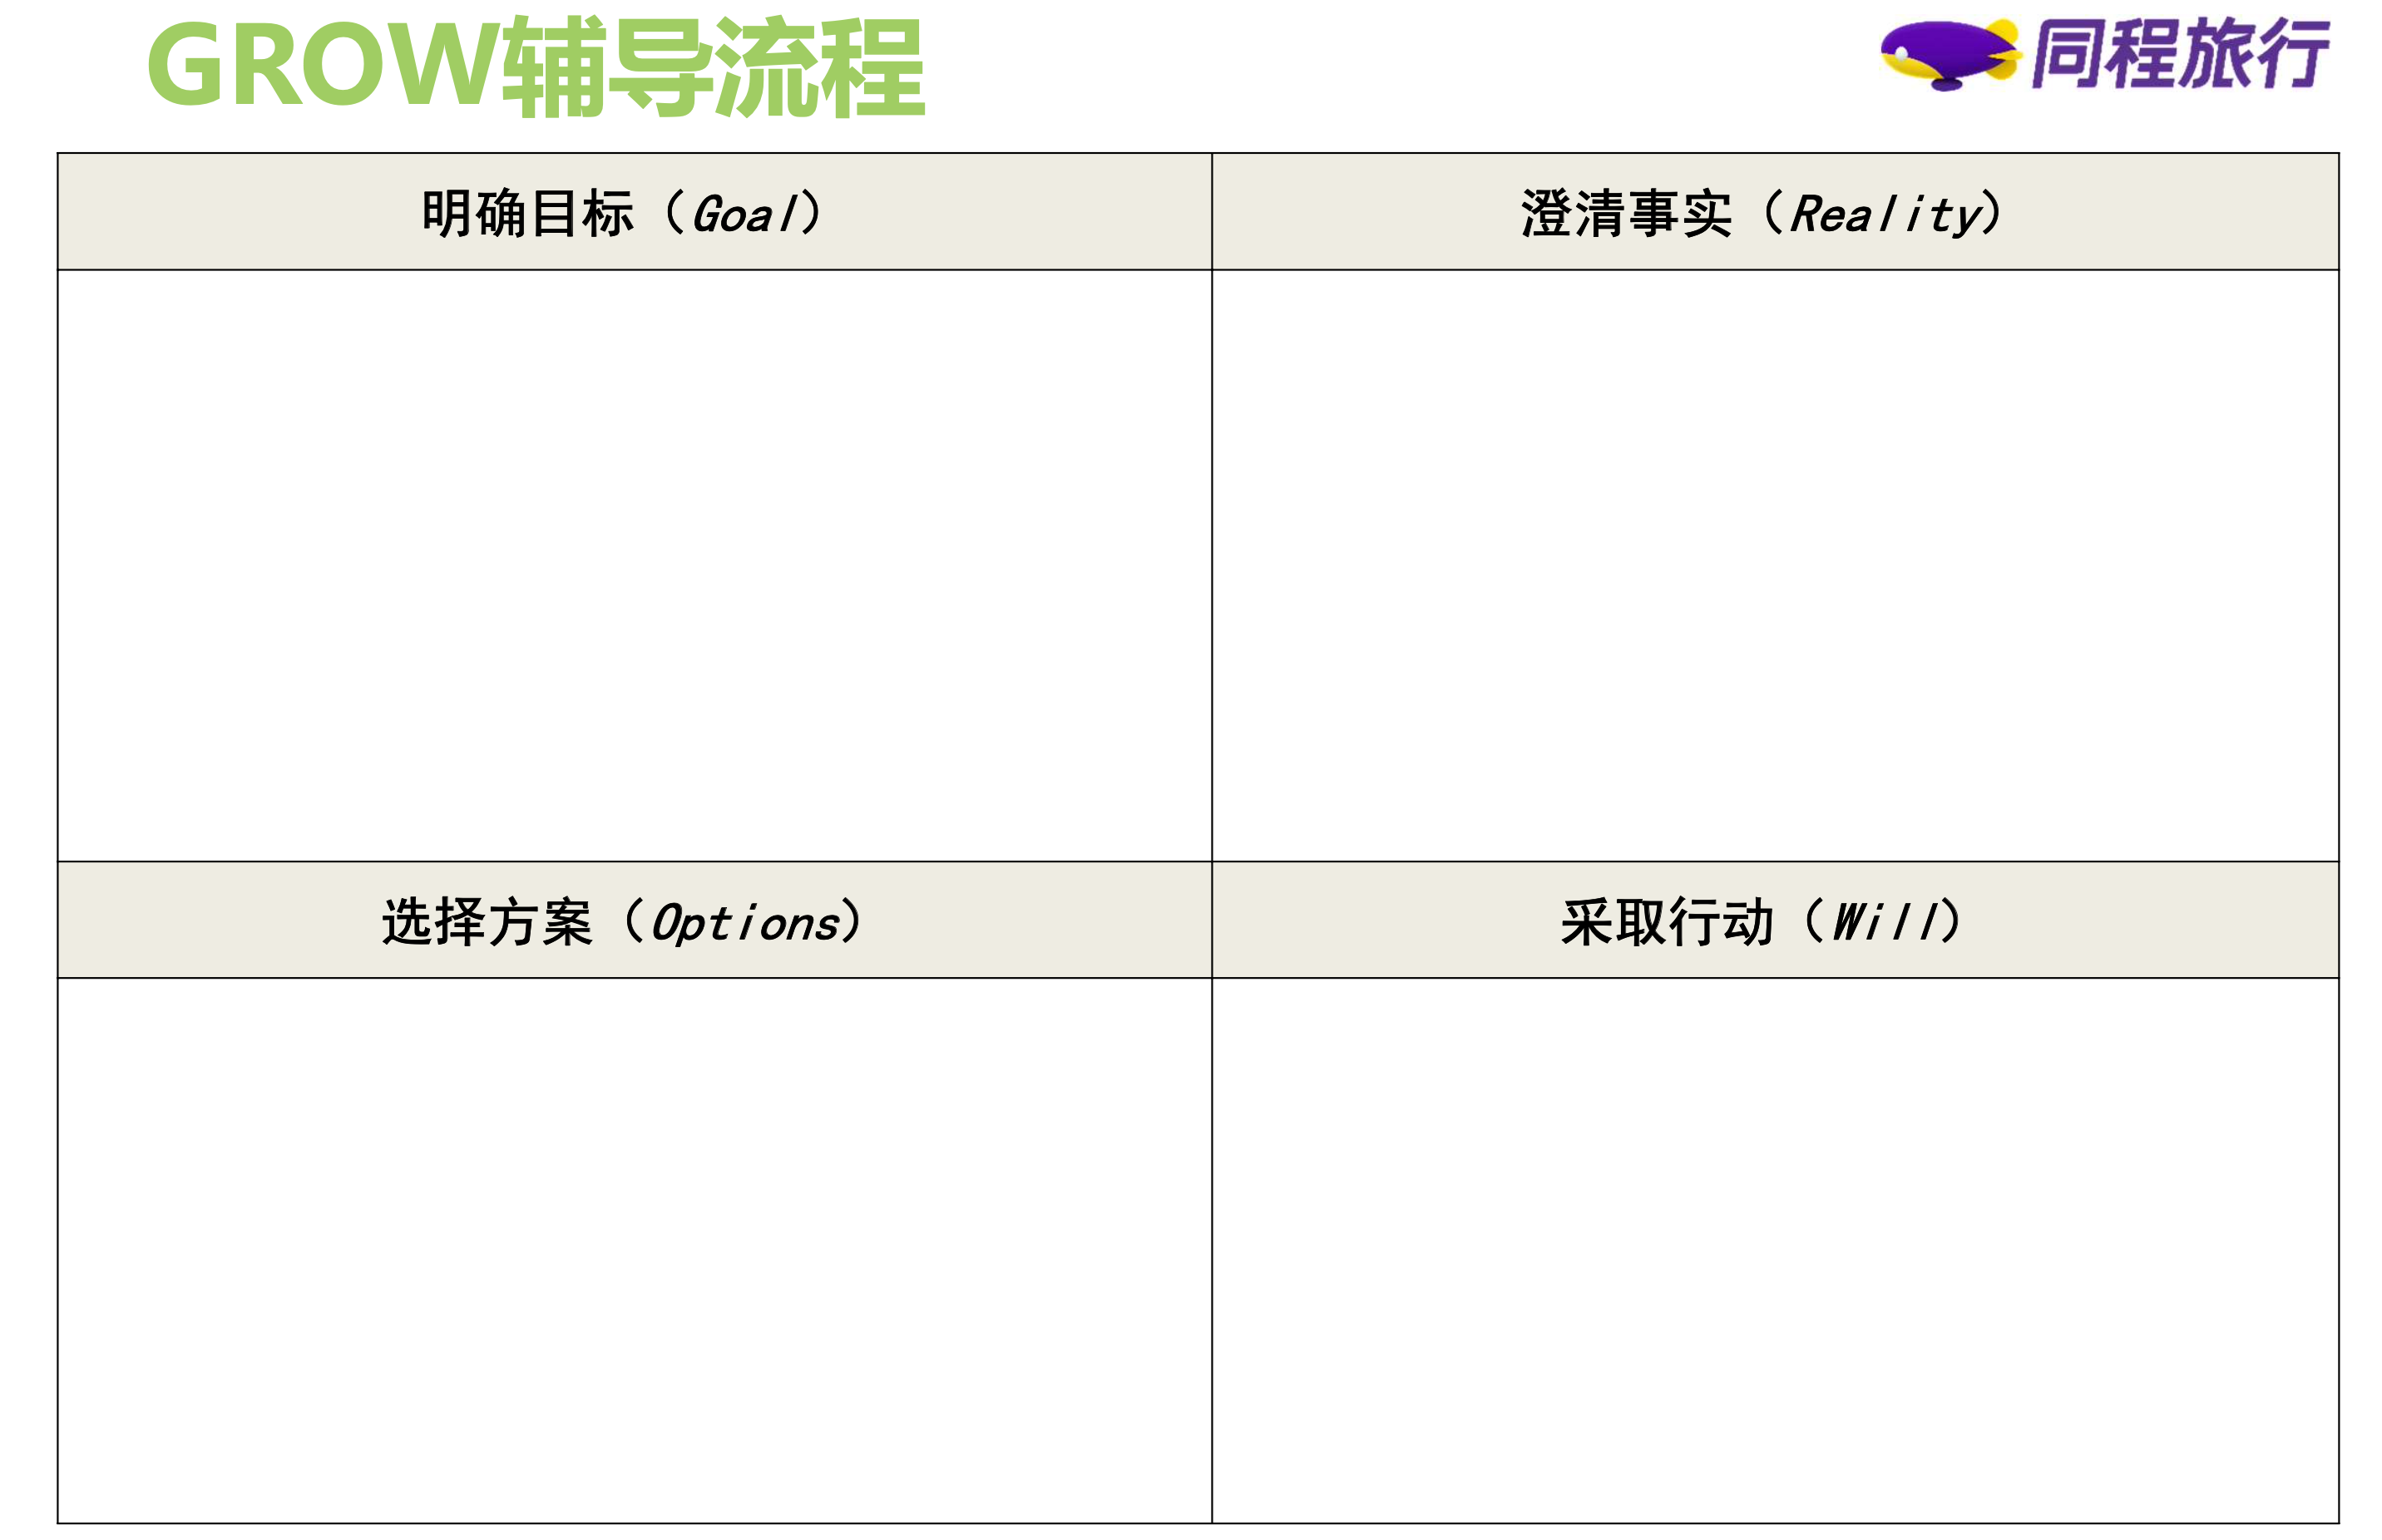 GROW辅导流程
同程旅行
明确目标（Goal）
澄清事实（Reality）
选择方案（Options）
采取行动（Will）